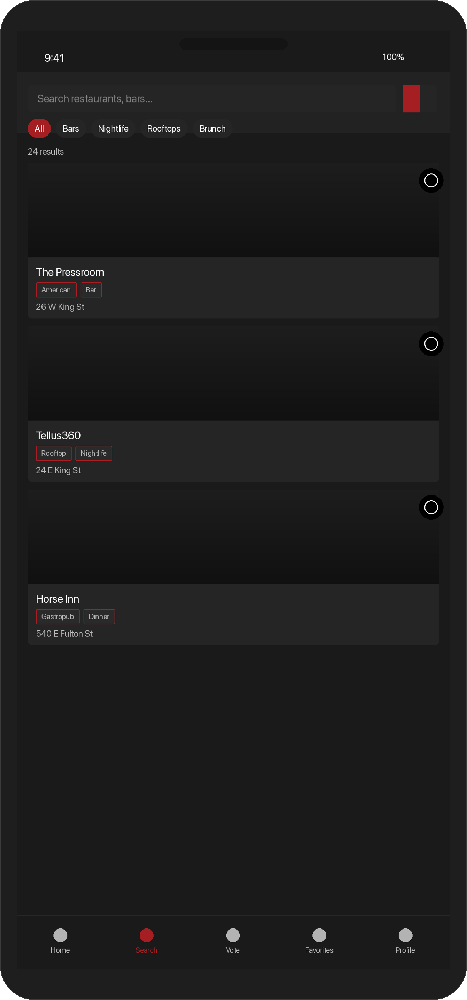 9:41
100%
Search restaurants, bars...
All Bars Nightlife Rooftops Brunch
24 results
The Pressroom
American Bar
26 W King St
Tellus360
Rooftop Nightlife
24 E King St
Horse Inn
Gastropub Dinner
540 E Fulton St
Home Search Vote Favorites Profile